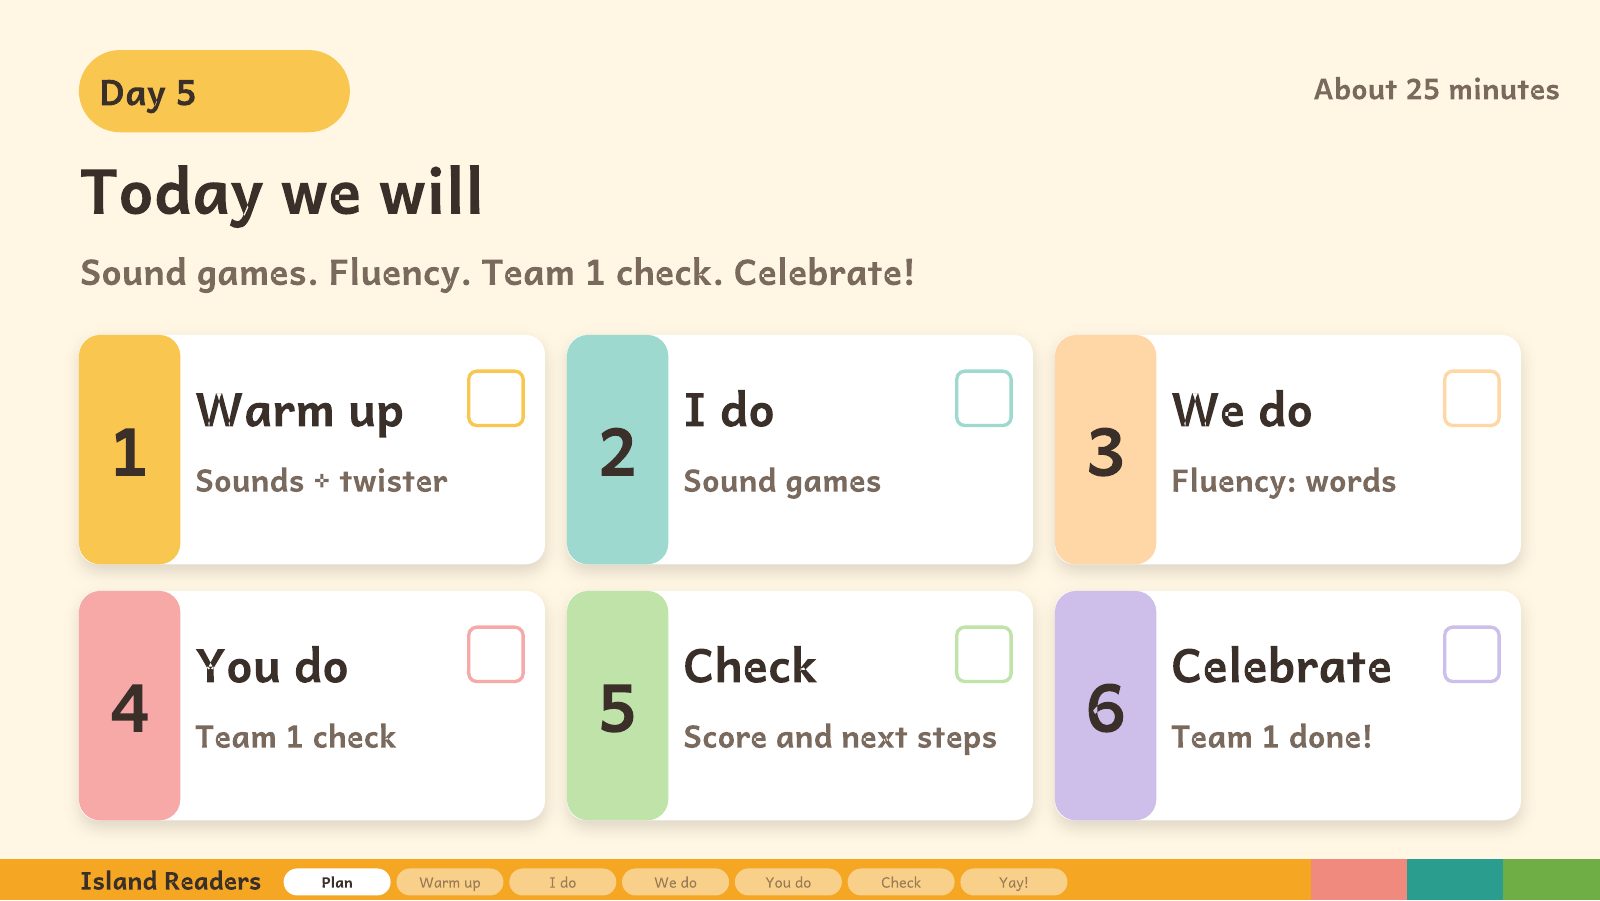 Day 5
About 25 minutes
Today we will
Sound games. Fluency. Team 1 check. Celebrate!
1
Warm up
Sounds + twister
2
I do
Sound games
3
We do
Fluency: words
4
You do
Team 1 check
5
Check
Score and next steps
6
Celebrate
Team 1 done!
Island Readers
Plan
Warm up
I do
We do
You do
Check
Yay!